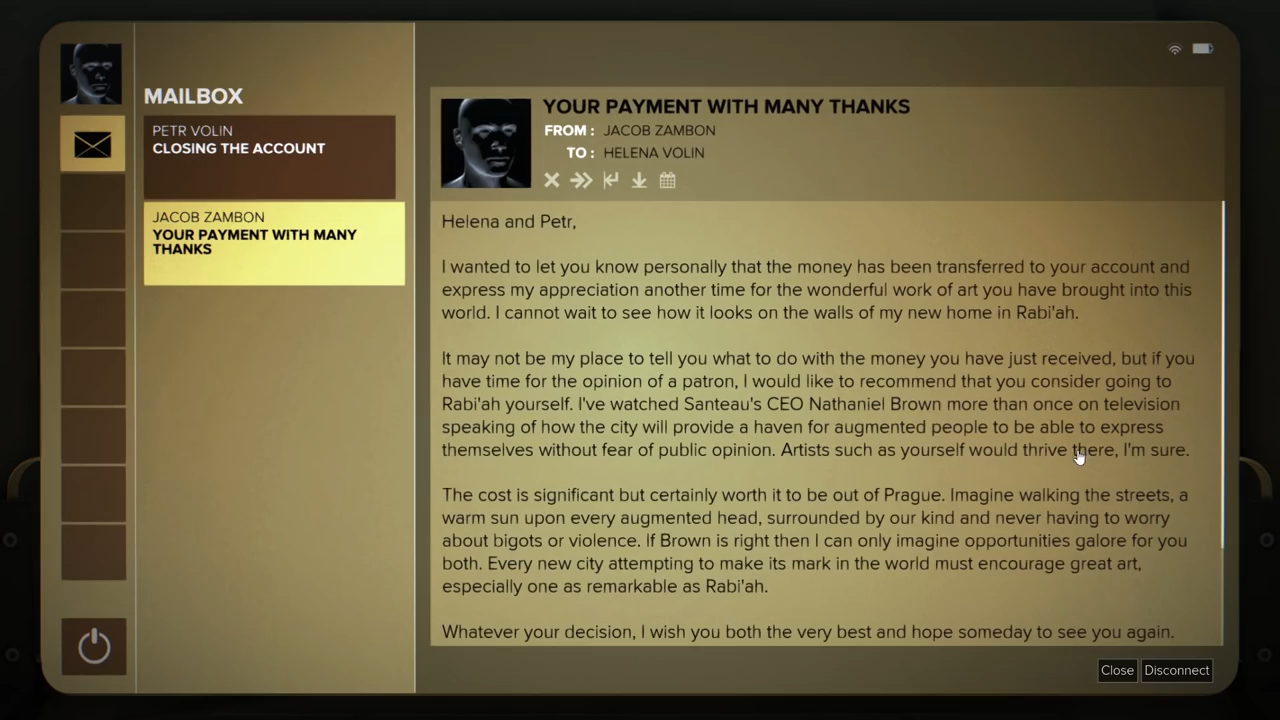 MAILBOX
PETR VOLIN
CLOSING THE ACCOUNT
JACOB ZAMBON
YOUR PAYMENT WITH MANY
THANKS
YOUR PAYMENT WITH MANY THANKS
FROM : JACOB ZAMBON
TO : HELENA VOLIN
Helena and Petr,
I wanted to let you know personally that the money has been transferred to your account and
express my appreciation another time for the wonderful work of art you have brought into this
world. I cannot wait to see how it looks on the walls of my new home in Rabi'ah.
It may not be my place to tell you what to do with the money you have just received, but if you
have time for the opinion of a patron, I would like to recommend that you consider going to
Rabi'ah yourself. I've watched Santeau's CEO Nathaniel Brown more than once on television
speaking of how the city will provide a haven for augmented people to be able to express
themselves without fear of public opinion. Artists such as yourself would thrive there, I'm sure.
The cost is significant but certainly worth it to be out of Prague. Imagine walking the streets, a
warm sun upon every augmented head, surrounded by our kind and never having to worry
about bigots or violence. If Brown is right then I can only imagine opportunities galore for you
both. Every new city attempting to make its mark in the world must encourage great art,
especially one as remarkable as Rabi'ah.
Whatever your decision, I wish you both the very best and hope someday to see you again.
Close Disconnect